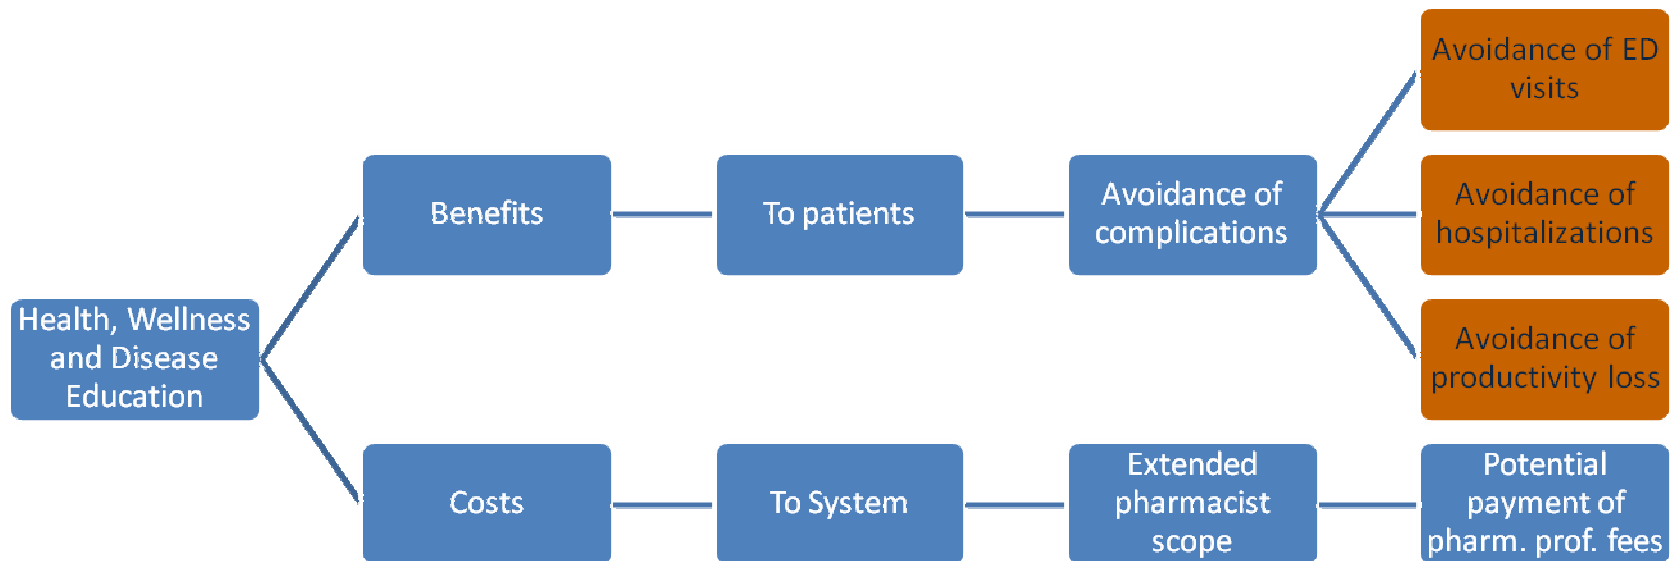 Health, Wellness
and Disease
Education
Benefits
To patients
Avoidance of
complications
Avoidance of ED
visits
Avoidance of
hospitalizations
Avoidance of
productivity loss
Costs
To System
Extended
pharmacist
scope
Potential
payment of
pharm. prof. fees